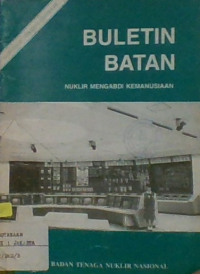 BULETIN
BATAN
NUKLIR MENGABDI KEMANUSIAAN
BADAN TENAGA NUKLIR NASIONAL